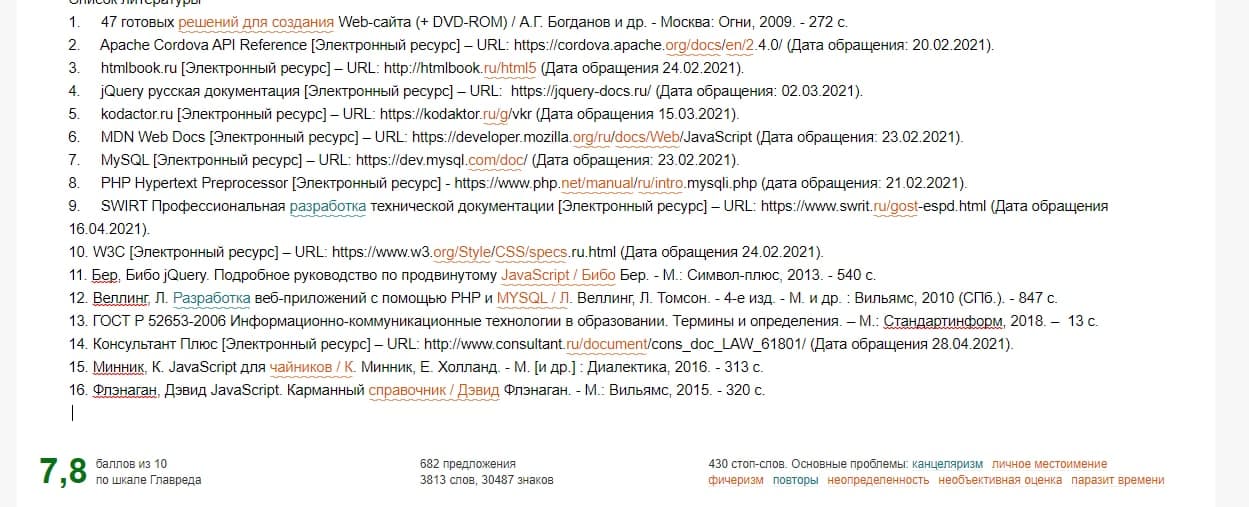 Список литературы
1. 47 готовых решений для создания Web-сайта (+ DVD-ROM) / А.Г. Богданов и др. - Москва: Огни, 2009. - 272 с.
2. Apache Cordova API Reference [Электронный ресурс] – URL: https://cordova.apache.org/docs/en/2.4.0/ (Дата обращения: 20.02.2021).
3. htmlbook.ru [Электронный ресурс] – URL: http://htmlbook.ru/html5 (Дата обращения 24.02.2021).
4. jQuery русская документация [Электронный ресурс] – URL: https://jquery-docs.ru/ (Дата обращения: 02.03.2021).
5. kodactor.ru [Электронный ресурс] – URL: https://kodaktor.ru/g/vkr (Дата обращения 15.03.2021).
6. MDN Web Docs [Электронный ресурс] – URL: https://developer.mozilla.org/ru/docs/Web/JavaScript (Дата обращения: 23.02.2021).
7. MySQL [Электронный ресурс] – URL: https://dev.mysql.com/doc/ (Дата обращения: 23.02.2021).
8. PHP Hypertext Preprocessor [Электронный ресурс] - https://www.php.net/manual/ru/intro.mysqli.php (дата обращения: 21.02.2021).
9. SWIRT Профессиональная разработка технической документации [Электронный ресурс] – URL: https://www.swrit.ru/gost-espd.html (Дата обращения
16.04.2021).
10. W3C [Электронный ресурс] – URL: https://www.w3.org/Style/CSS/specs.ru.html (Дата обращения 24.02.2021).
11. Бер, Бибо jQuery. Подробное руководство по продвинутому JavaScript / Бибо Бер. - М.: Символ-плюс, 2013. - 540 c.
12. Веллинг, Л. Разработка веб-приложений с помощью PHP и MYSQL / Л. Веллинг, Л. Томсон. - 4-е изд. - М. и др. : Вильямс, 2010 (СПб.). - 847 с.
13. ГОСТ Р 52653-2006 Информационно-коммуникационные технологии в образовании. Термины и определения. – М.: Стандартинформ, 2018. – 13 с.
14. Консультант Плюс [Электронный ресурс] – URL: http://www.consultant.ru/document/cons_doc_LAW_61801/ (Дата обращения 28.04.2021).
15. Минник, К. JavaScript для чайников / К. Минник, Е. Холланд. - М. [и др.] : Диалектика, 2016. - 313 с.
16. Флэнаган, Дэвид JavaScript. Карманный справочник / Дэвид Флэнаган. - М.: Вильямс, 2015. - 320 c.
7,8 баллов из 10 682 предложения 430 стоп-слов. Основные проблемы: канцеляризм личное местоимение
по шкале Главреда 3813 слов, 30487 знаков фичеризм повторы неопределенность необъективная оценка паразит времени